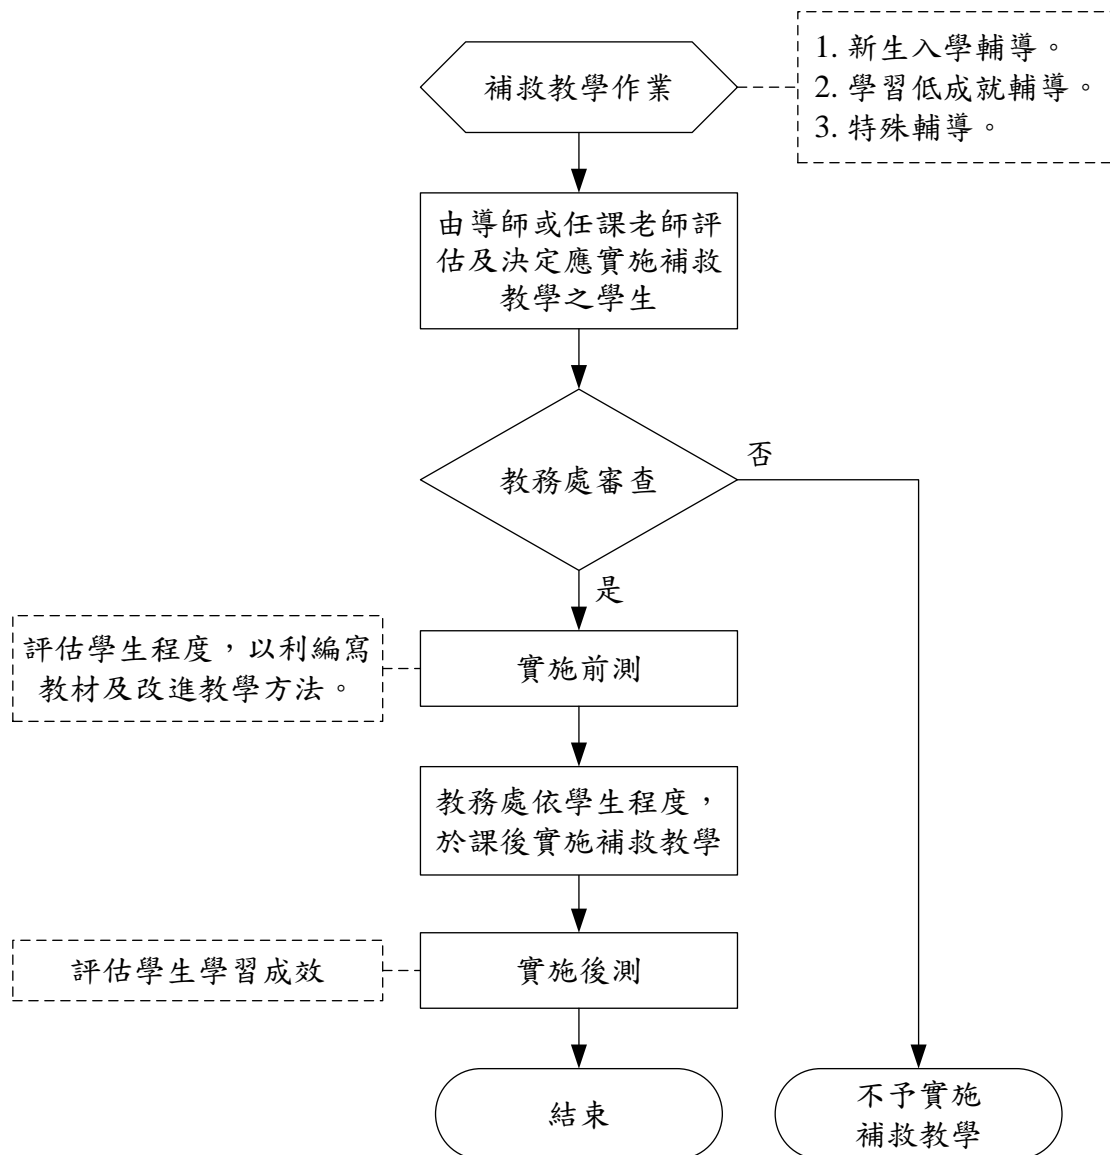 補救教學作業
1. 新生入學輔導。
2. 學習低成就輔導。
3. 特殊輔導。
由導師或任課老師評
估及決定應實施補救
教學之學生
教務處審查
否
是
評估學生程度，以利編寫
教材及改進教學方法。
實施前測
教務處依學生程度，
於課後實施補救教學
評估學生學習成效
實施後測
結束
不予實施
補救教學